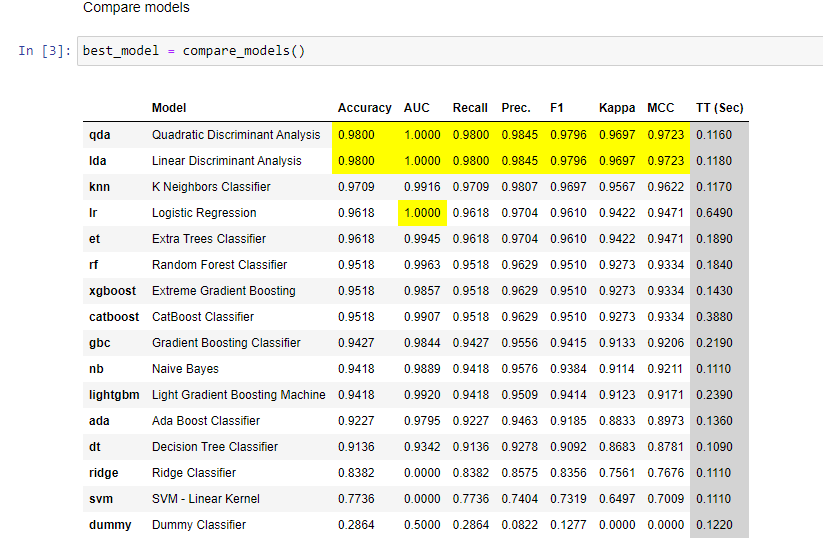 Compare models
In [3]: best_model = compare_models()
Model Accuracy AUC Recall Prec. F1 Kappa MCC TT (Sec)
qda Quadratic Discriminant Analysis 0.9800 1.0000 0.9800 0.9845 0.9796 0.9697 0.9723 0.1160
lda Linear Discriminant Analysis 0.9800 1.0000 0.9800 0.9845 0.9796 0.9697 0.9723 0.1180
knn K Neighbors Classifier 0.9709 0.9916 0.9709 0.9807 0.9697 0.9567 0.9622 0.1170
lr Logistic Regression 0.9618 1.0000 0.9618 0.9704 0.9610 0.9422 0.9471 0.6490
et Extra Trees Classifier 0.9618 0.9945 0.9618 0.9704 0.9610 0.9422 0.9471 0.1890
rf Random Forest Classifier 0.9518 0.9963 0.9518 0.9629 0.9510 0.9273 0.9334 0.1840
xgboost Extreme Gradient Boosting 0.9518 0.9857 0.9518 0.9629 0.9510 0.9273 0.9334 0.1430
catboost CatBoost Classifier 0.9518 0.9907 0.9518 0.9629 0.9510 0.9273 0.9334 0.3880
gbc Gradient Boosting Classifier 0.9427 0.9844 0.9427 0.9556 0.9415 0.9133 0.9206 0.2190
nb Naive Bayes 0.9418 0.9889 0.9418 0.9576 0.9384 0.9114 0.9211 0.1110
lightgbm Light Gradient Boosting Machine 0.9418 0.9920 0.9418 0.9509 0.9414 0.9123 0.9171 0.2390
ada Ada Boost Classifier 0.9227 0.9795 0.9227 0.9463 0.9185 0.8833 0.8973 0.1360
dt Decision Tree Classifier 0.9136 0.9342 0.9136 0.9278 0.9092 0.8683 0.8781 0.1090
ridge Ridge Classifier 0.8382 0.0000 0.8382 0.8575 0.8356 0.7561 0.7676 0.1110
svm SVM - Linear Kernel 0.7736 0.0000 0.7736 0.7404 0.7319 0.6497 0.7009 0.1110
dummy Dummy Classifier 0.2864 0.5000 0.2864 0.0822 0.1277 0.0000 0.0000 0.1220